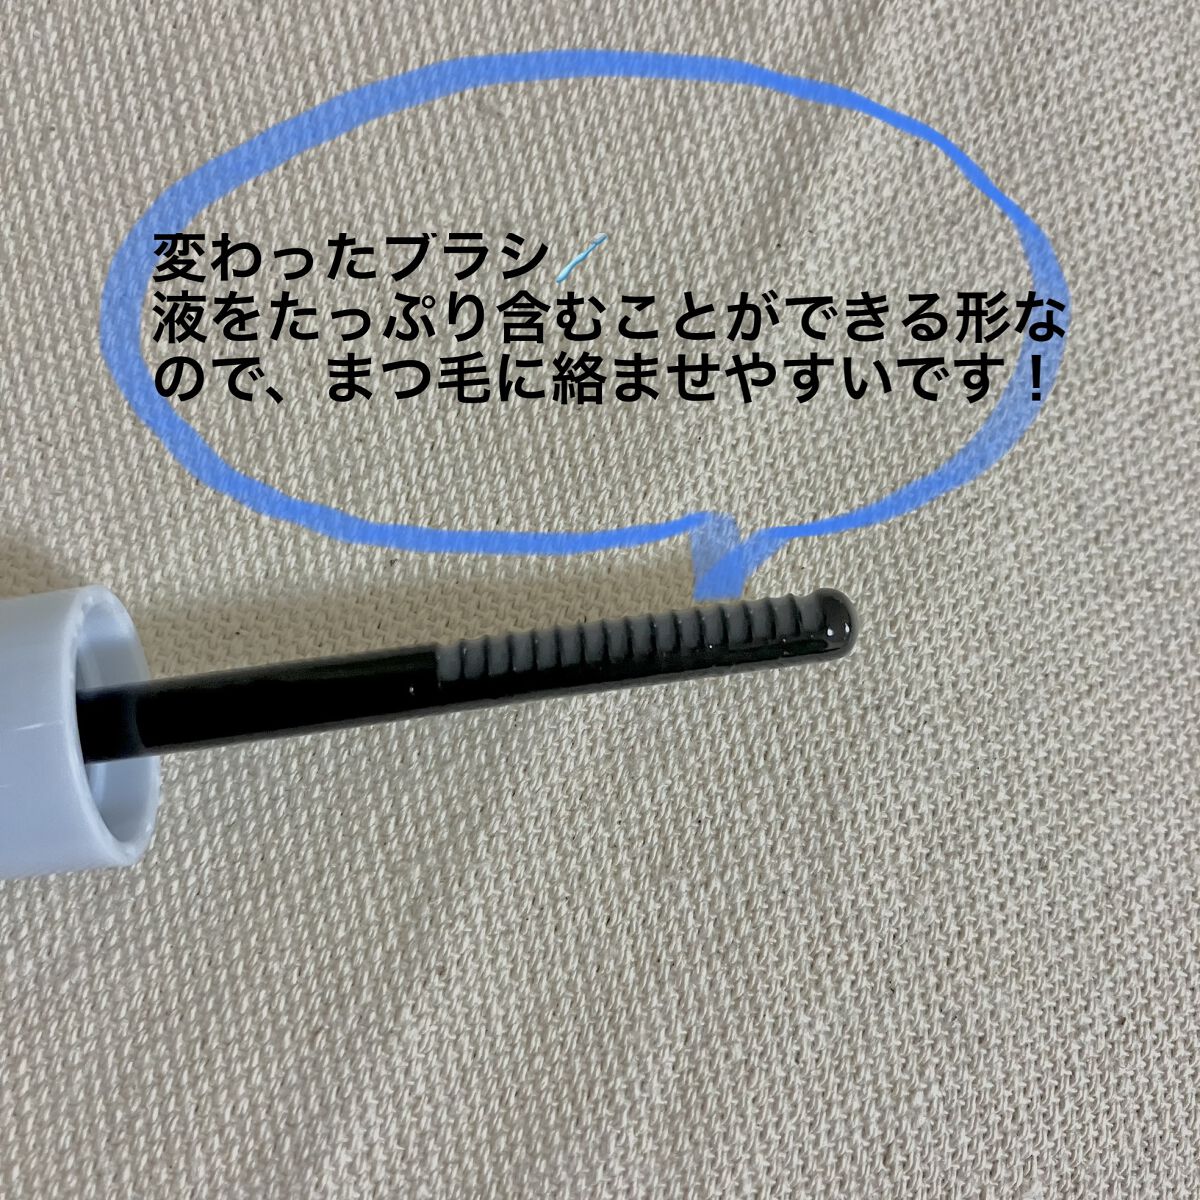 変わったブラシ🪥
液をたっぷり含むことができる形な
ので、まつ毛に絡ませやすいです！